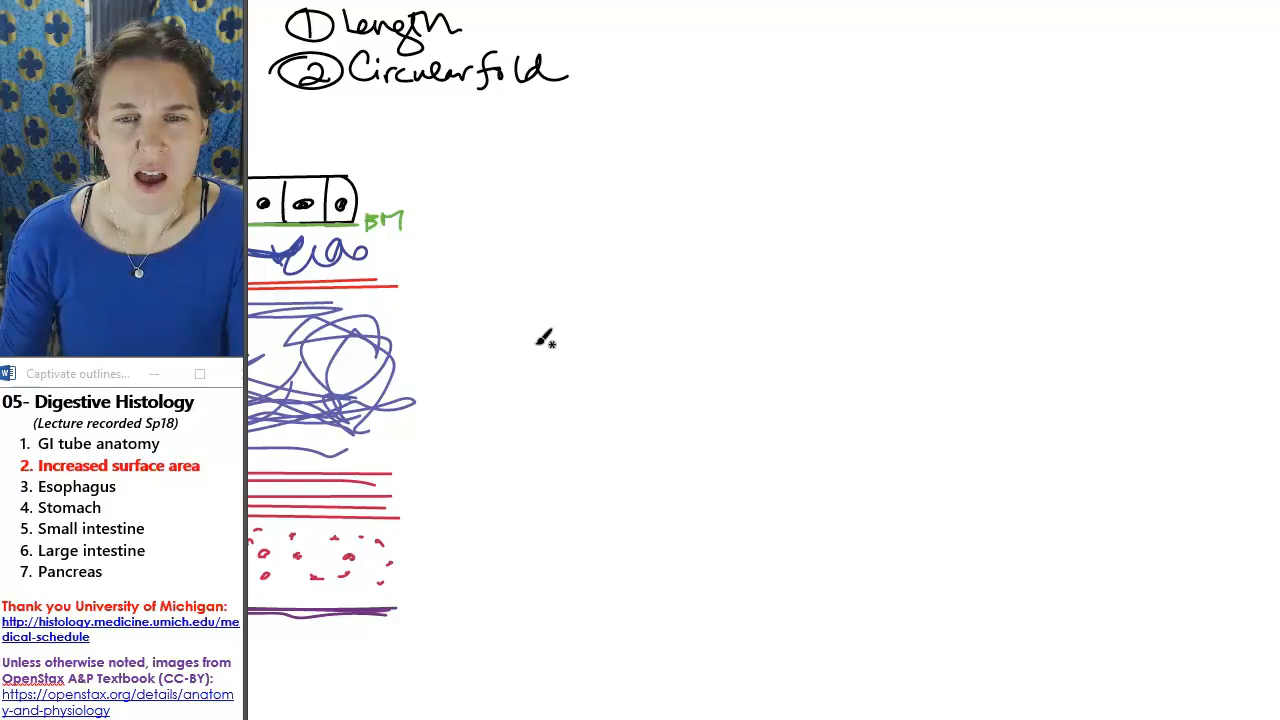 ① Length
② Circular fold
BM
Captivate outlines...
05- Digestive Histology
(Lecture recorded Sp18)
1. GI tube anatomy
2. Increased surface area
3. Esophagus
4. Stomach
5. Small intestine
6. Large intestine
7. Pancreas
Thank you University of Michigan:
http://histology.medicine.umich.edu/me
dical-schedule
Unless otherwise noted, images from
OpenStax A&P Textbook (CC-BY):
https://openstax.org/details/anatom
y-and-physiology